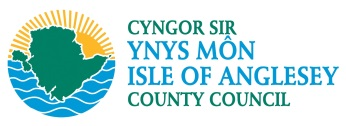 CYNGOR SIR
YNYS MÔN
ISLE OF ANGLESEY
COUNTY COUNCIL